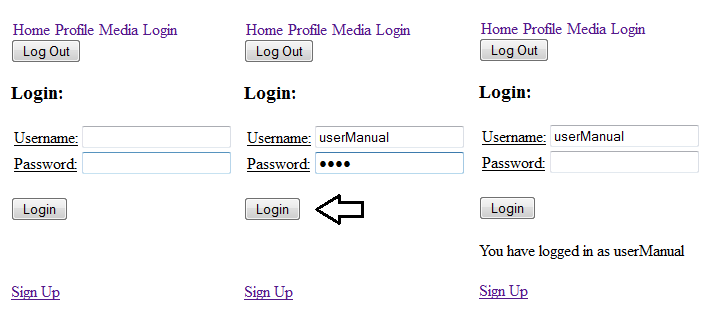 Home Profile Media Login
Log Out
Login:
Username:
Password:
Login
Sign Up
Home Profile Media Login
Log Out
Login:
Username: userManual
Password: ●●●●
Login
Sign Up
Home Profile Media Login
Log Out
Login:
Username: userManual
Password:
Login
You have logged in as userManual
Sign Up